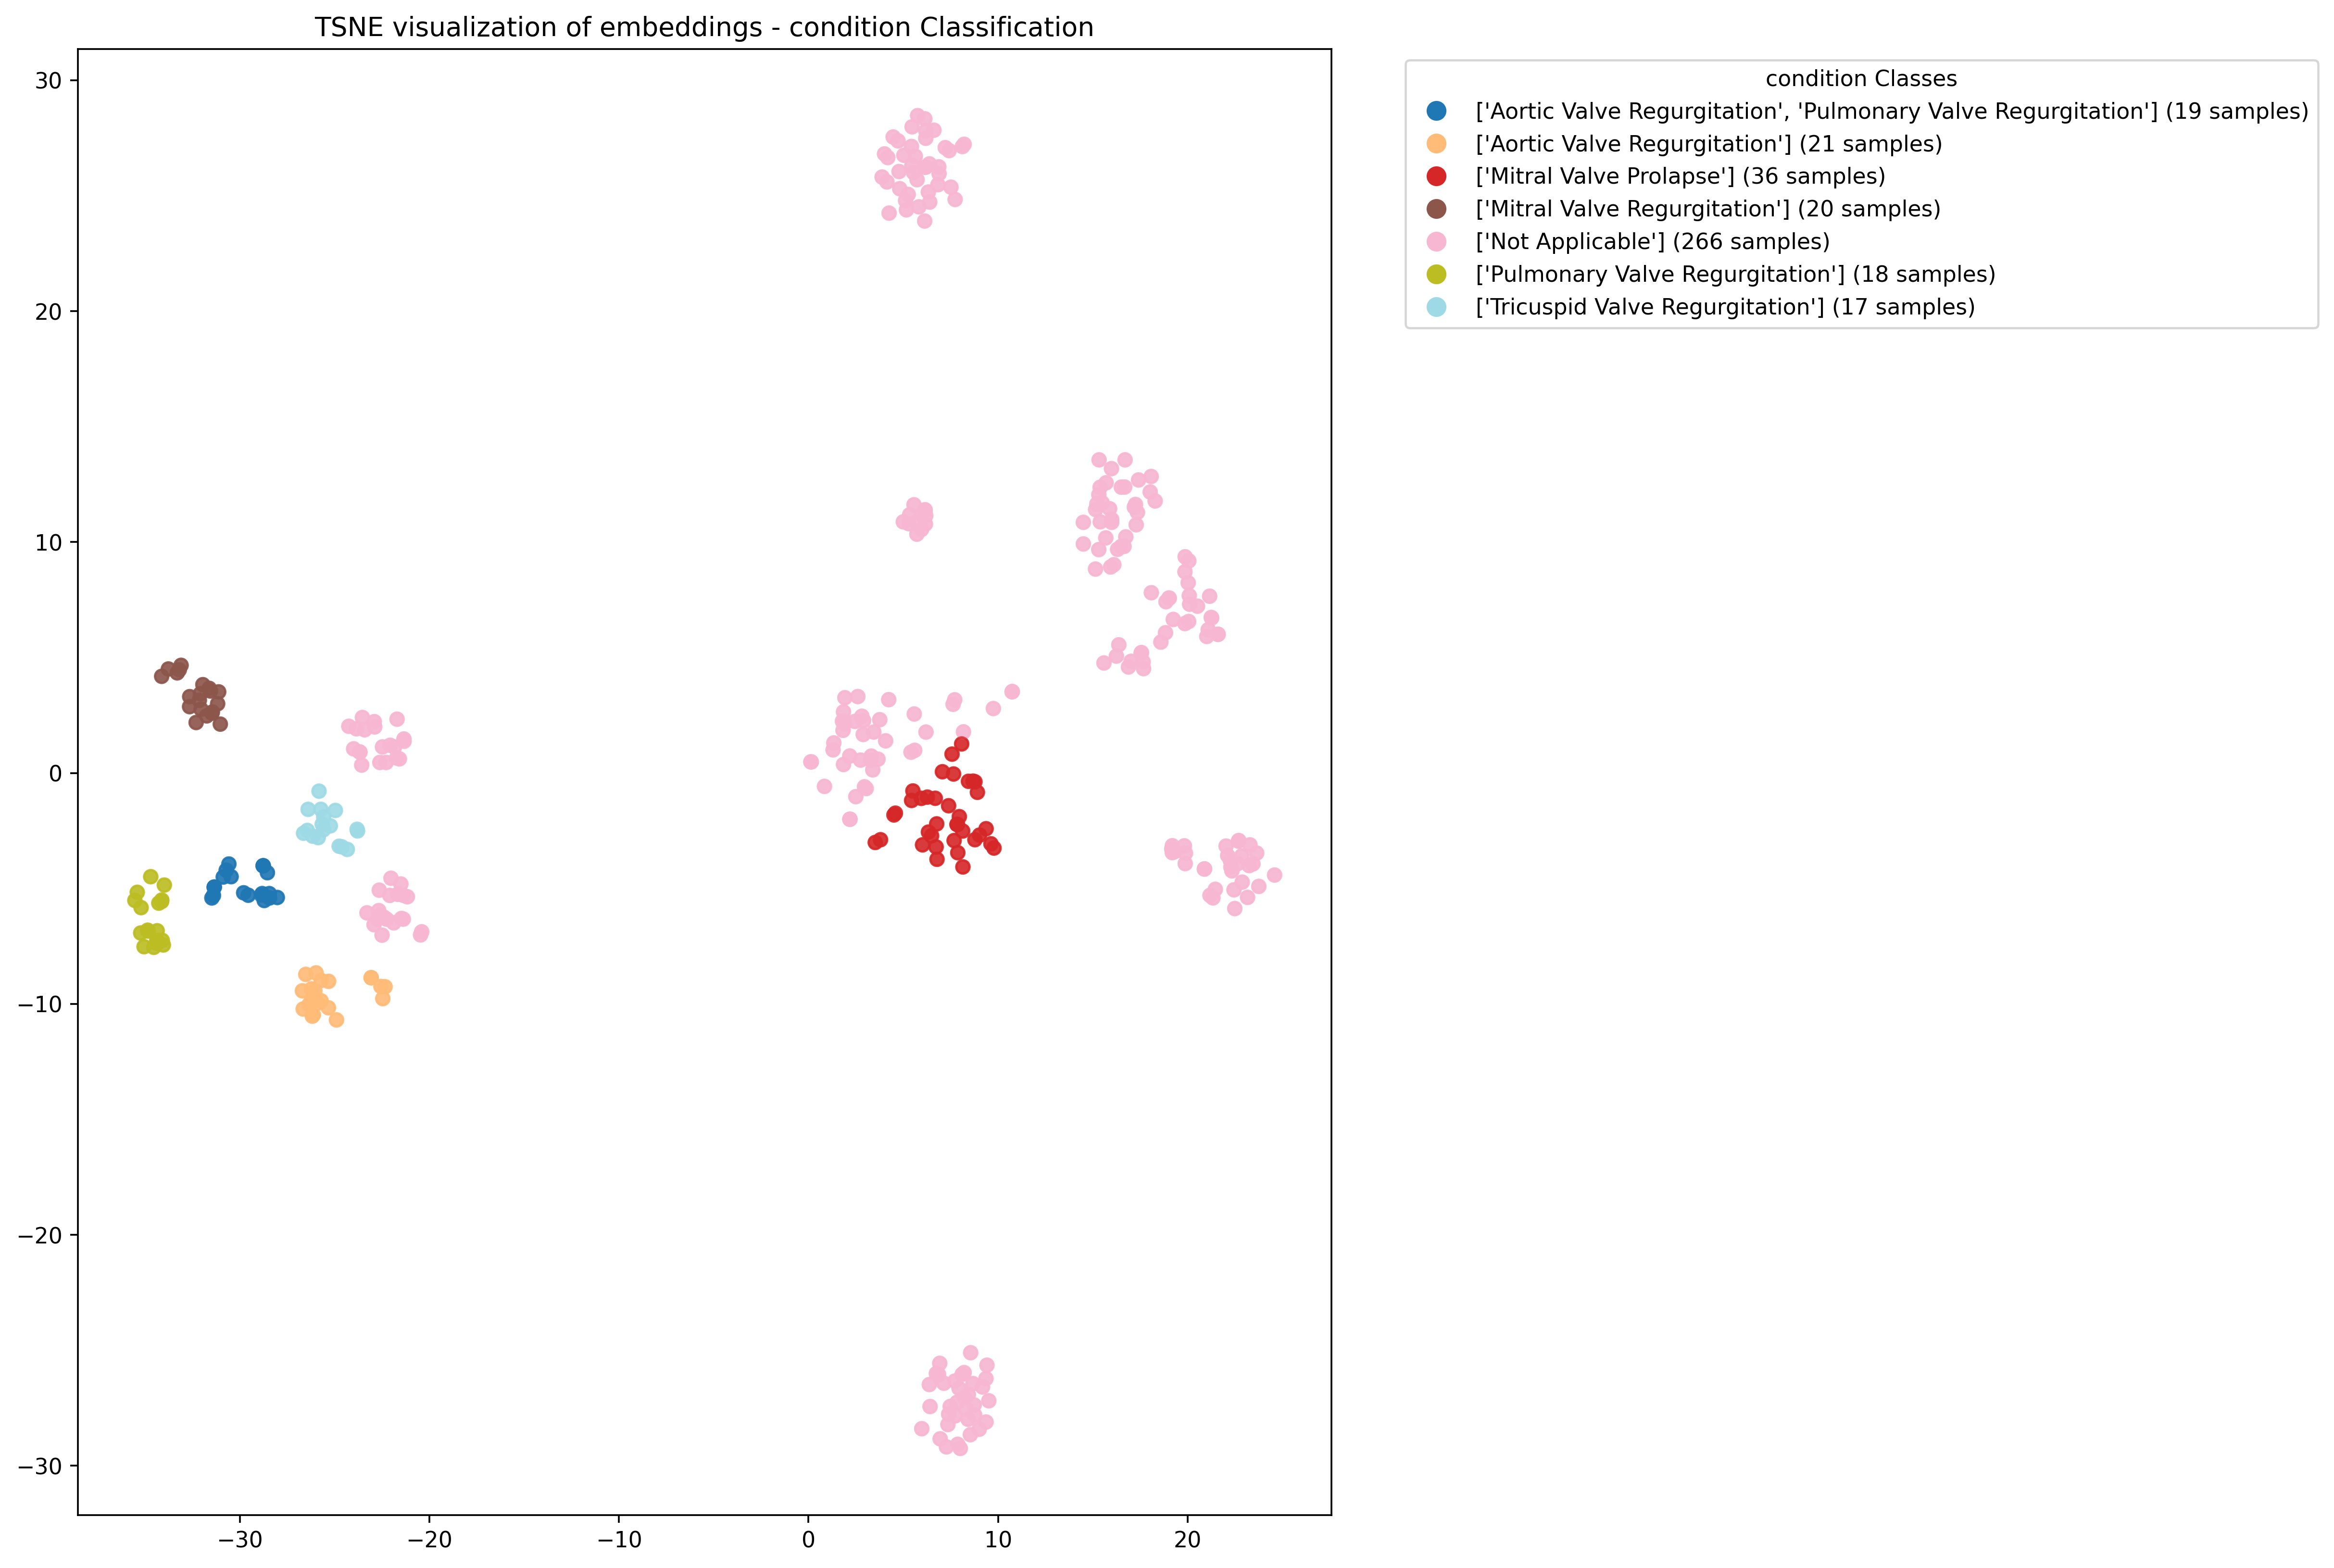 TSNE visualization of embeddings - condition Classification
condition Classes
['Aortic Valve Regurgitation', 'Pulmonary Valve Regurgitation'] (19 samples)
['Aortic Valve Regurgitation'] (21 samples)
['Mitral Valve Prolapse'] (36 samples)
['Mitral Valve Regurgitation'] (20 samples)
['Not Applicable'] (266 samples)
['Pulmonary Valve Regurgitation'] (18 samples)
['Tricuspid Valve Regurgitation'] (17 samples)
30
20
10
0
−10
−20
−30
−30 −20 −10 0 10 20